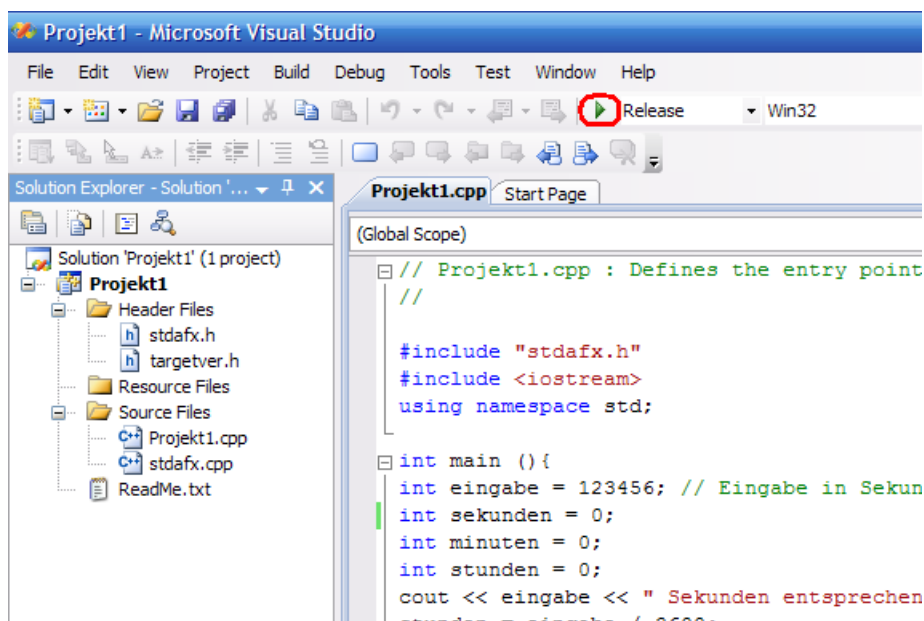 Projekt1 - Microsoft Visual Studio
File Edit View Project Build Debug Tools Test Window Help
Release Win32
Solution Explorer - Solution '...
Projekt1.cpp Start Page
(Global Scope)
Solution 'Projekt1' (1 project)
Projekt1
Header Files
stdafx.h
targetver.h
Resource Files
Source Files
Projekt1.cpp
stdafx.cpp
ReadMe.txt
// Projekt1.cpp : Defines the entry point
//
#include "stdafx.h"
#include <iostream>
using namespace std;
int main (){
int eingabe = 123456; // Eingabe in Sekun
int sekunden = 0;
int minuten = 0;
int stunden = 0;
cout << eingabe << " Sekunden entsprechen
stunden = eingabe / 3600;